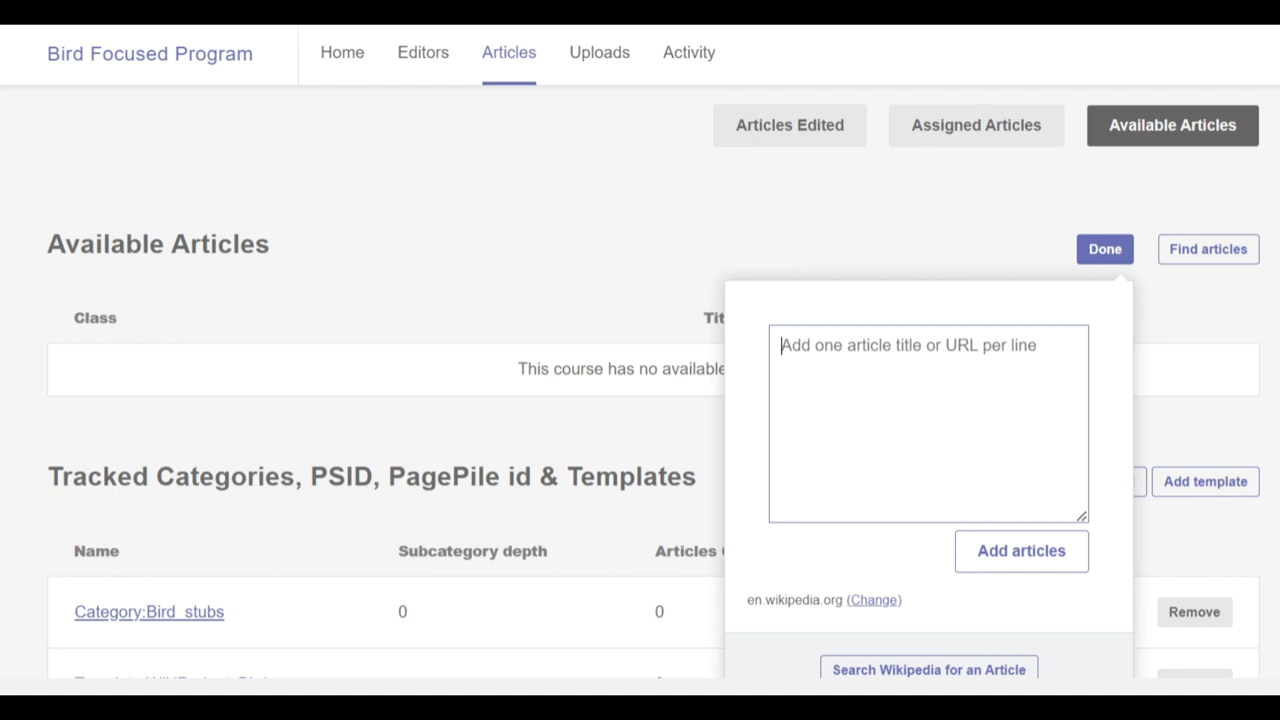 Bird Focused Program
Home Editors Articles Uploads Activity
Articles Edited Assigned Articles Available Articles
Available Articles
Done Find articles
Class
Add one article title or URL per line
This course has no available
Tracked Categories, PSID, PagePile id & Templates
Add template
Name Subcategory depth Articles
Add articles
en.wikipedia.org (Change)
Category:Bird_stubs 0 0 Remove
Search Wikipedia for an Article